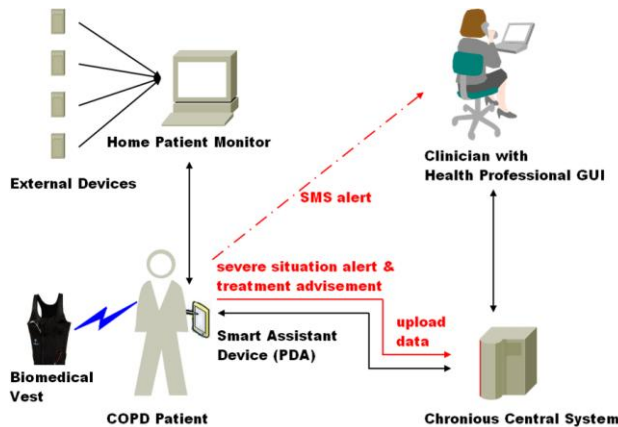 Home Patient Monitor
External Devices
Clinician with
Health Professional GUI
SMS alert
severe situation alert &
treatment advisement
upload
data
Smart Assistant
Device (PDA)
Biomedical
Vest
COPD Patient
Chronious Central System